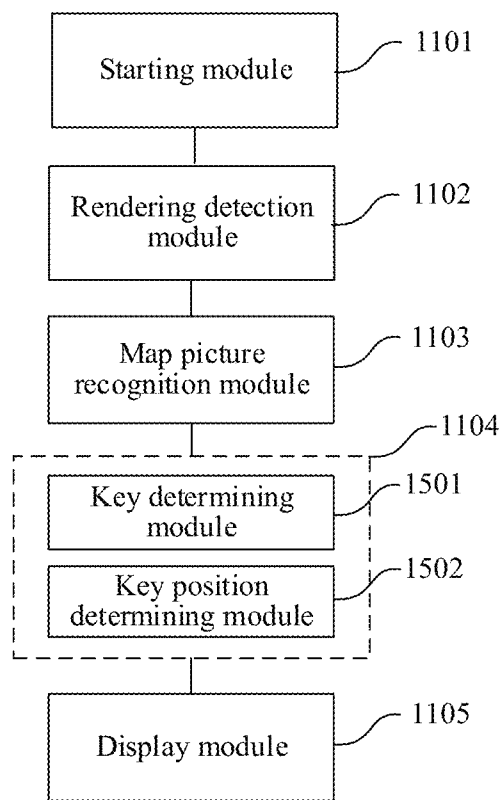 Starting module
1101
Rendering detection
module
1102
Map picture
recognition module
1103
1104
Key determining
module
1501
Key position
determining module
1502
Display module
1105